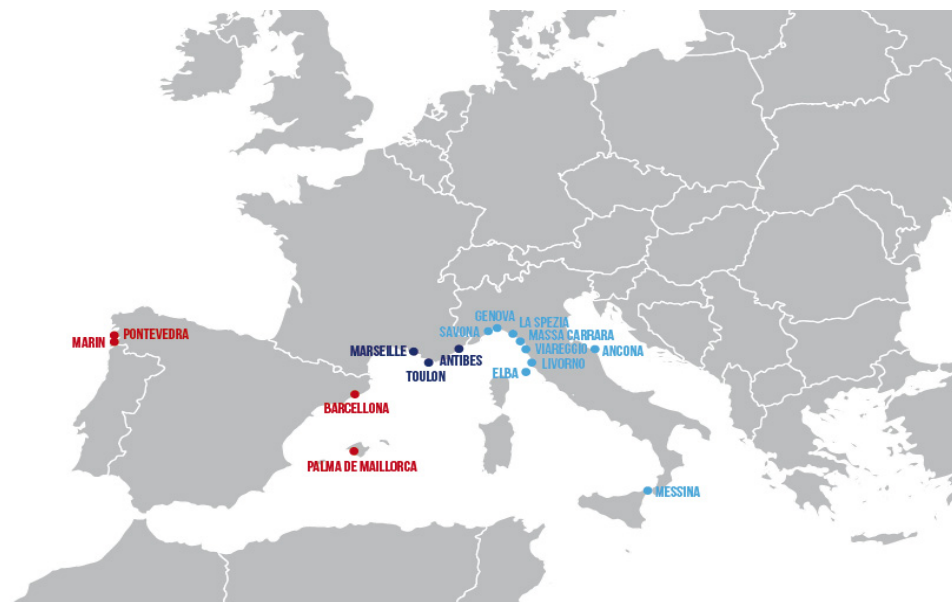 GENOVA
LA SPEZIA
SAVONA
MASSA CARRARA
PONTEVEDRA
MARIN
MARSEILLE
VIAREGGIO
ANCONA
ANTIBES
LIVORNO
TOULON
ELBA
BARCELLONA
PALMA DE MAILLORCA
MESSINA